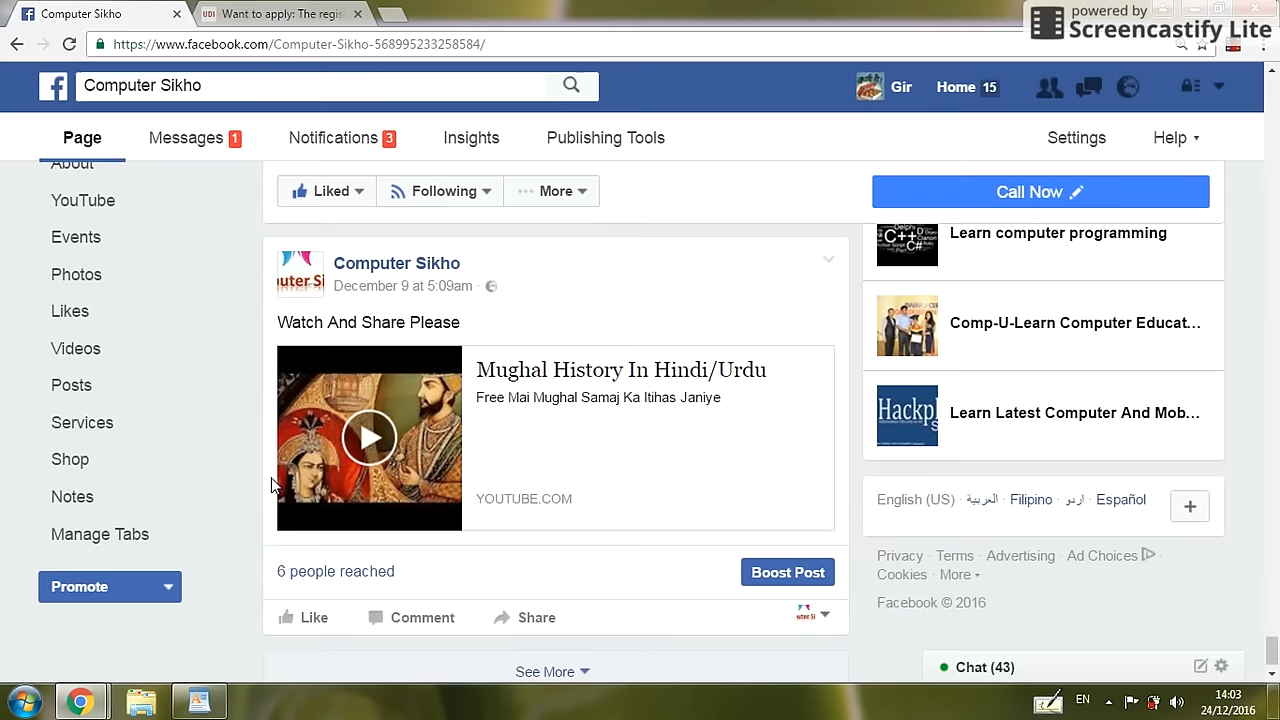 Computer Sikho
Want to apply: The regis
powered by
Screencastify Lite
https://www.facebook.com/Computer-Sikho-568995233258584/
Computer Sikho
Gir
Home 15
Page
Messages 1
Notifications 3
Insights
Publishing Tools
Settings
Help
About
YouTube
Events
Photos
Likes
Videos
Posts
Services
Shop
Notes
Manage Tabs
Promote
Liked
Following
More
Call Now
Computer Sikho
December 9 at 5:09am
Watch And Share Please
Mughal History In Hindi/Urdu
Free Mai Mughal Samaj Ka Itihas Janiye
YOUTUBE.COM
6 people reached
Boost Post
Like
Comment
Share
See More
C++
C#
Learn computer programming
Comp-U-Learn Computer Educat...
Hackpl
Learn Latest Computer And Mob...
English (US) · العربية · Filipino · اردو · Español
Privacy · Terms · Advertising · Ad Choices ·
Cookies · More
Facebook © 2016
Chat (43)
EN
14:03
24/12/2016